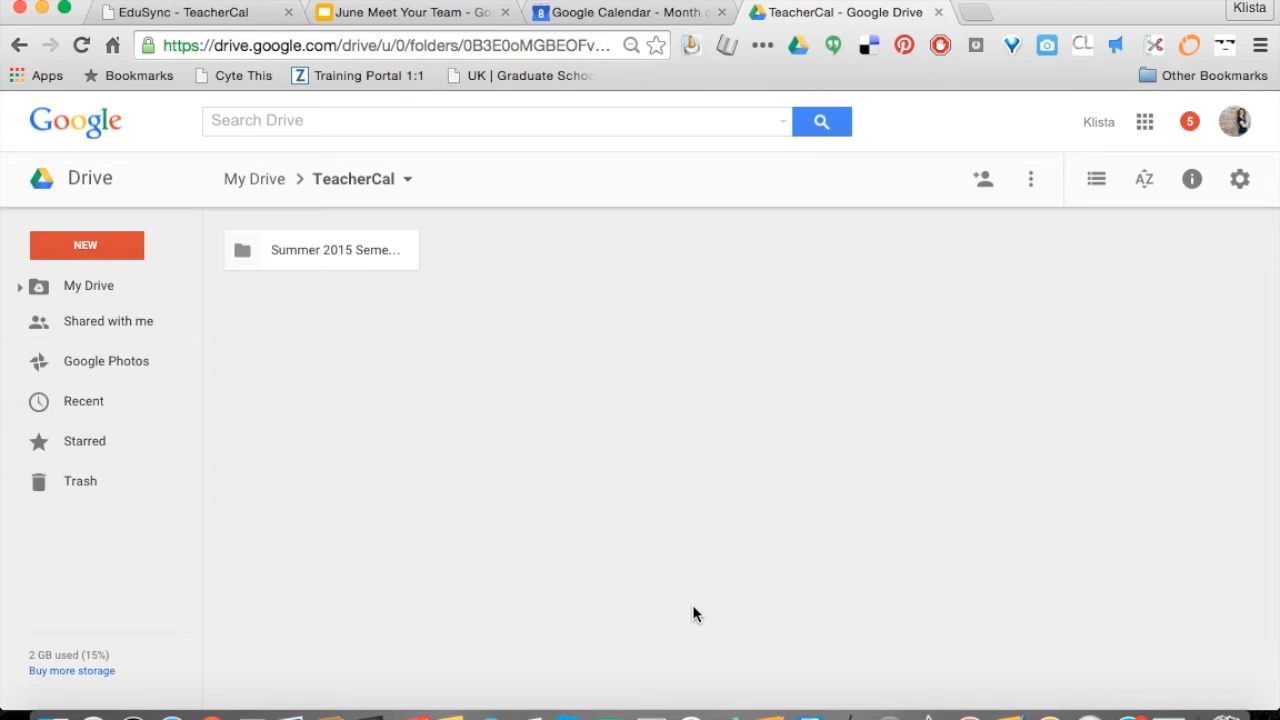 EduSync - TeacherCal
June Meet Your Team - Go
Google Calendar - Month o
TeacherCal - Google Drive
Klista
https://drive.google.com/drive/u/0/folders/0B3E0oMGBEOFv...
CL
Apps
Bookmarks
Cyte This
Training Portal 1:1
UK | Graduate Schoo
Other Bookmarks
Google
Search Drive
Klista
5
Drive
My Drive > TeacherCal
AZ
NEW
Summer 2015 Seme...
My Drive
Shared with me
Google Photos
Recent
Starred
Trash
2 GB used (15%)
Buy more storage